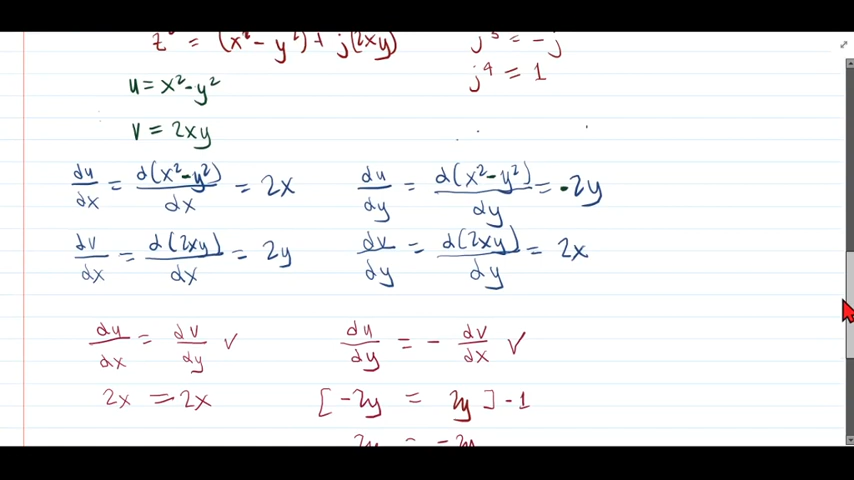 z² = (x² - y²) + j(2xy)
j³ = -j
u = x² - y²
j⁴ = 1
v = 2xy
du/dx = d(x² - y²)/dx = 2x
du/dy = d(x² - y²)/dy = -2y
dv/dx = d(2xy)/dx = 2y
dv/dy = d(2xy)/dy = 2x
du/dx = dv/dy ✓
du/dy = - dv/dx ✓
2x = 2x
[-2y = 2y] -1
2y = -2y